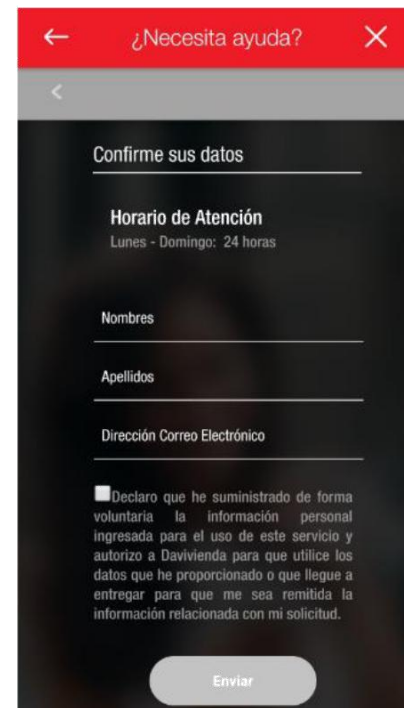 ¿Necesita ayuda?
Confirme sus datos
Horario de Atención
Lunes - Domingo: 24 horas
Nombres
Apellidos
Dirección Correo Electrónico
Declaro que he suministrado de forma
voluntaria la información personal
ingresada para el uso de este servicio y
autorizo a Davivienda para que utilice los
datos que he proporcionado o que llegue a
entregar para que me sea remitida la
información relacionada con mi solicitud.
Enviar